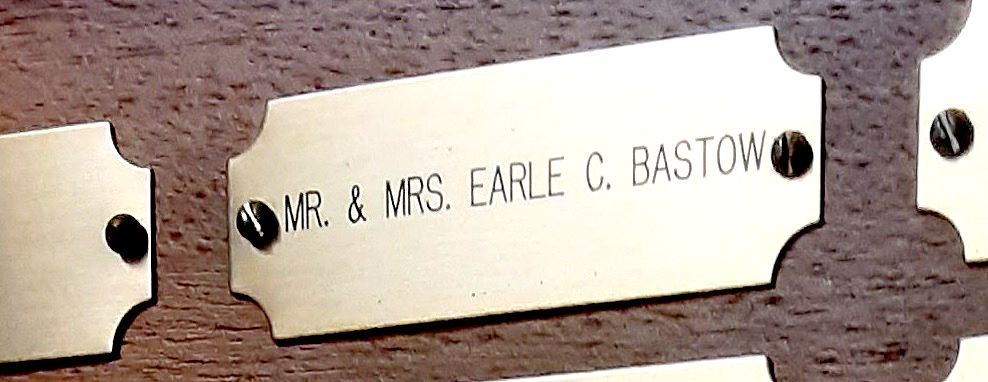 MR. & MRS. EARLE C. BASTOW